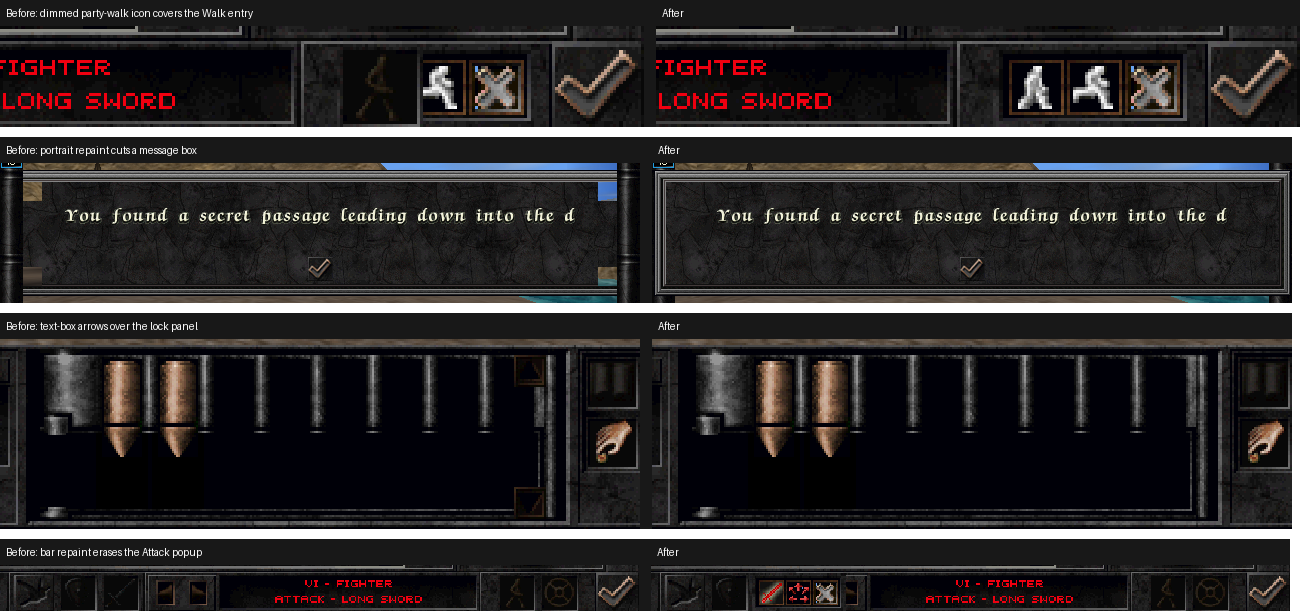 Before: dimmed party-walk icon covers the Walk entry
After
FIGHTER
LONG SWORD
FIGHTER
LONG SWORD
Before: portrait repaint cuts a message box
After
You found a secret passage leading down into the d
You found a secret passage leading down into the d
Before: text-box arrows over the lock panel
After
Before: bar repaint erases the Attack popup
After
VI - FIGHTER
ATTACK - LONG SWORD
VI - FIGHTER
ATTACK - LONG SWORD